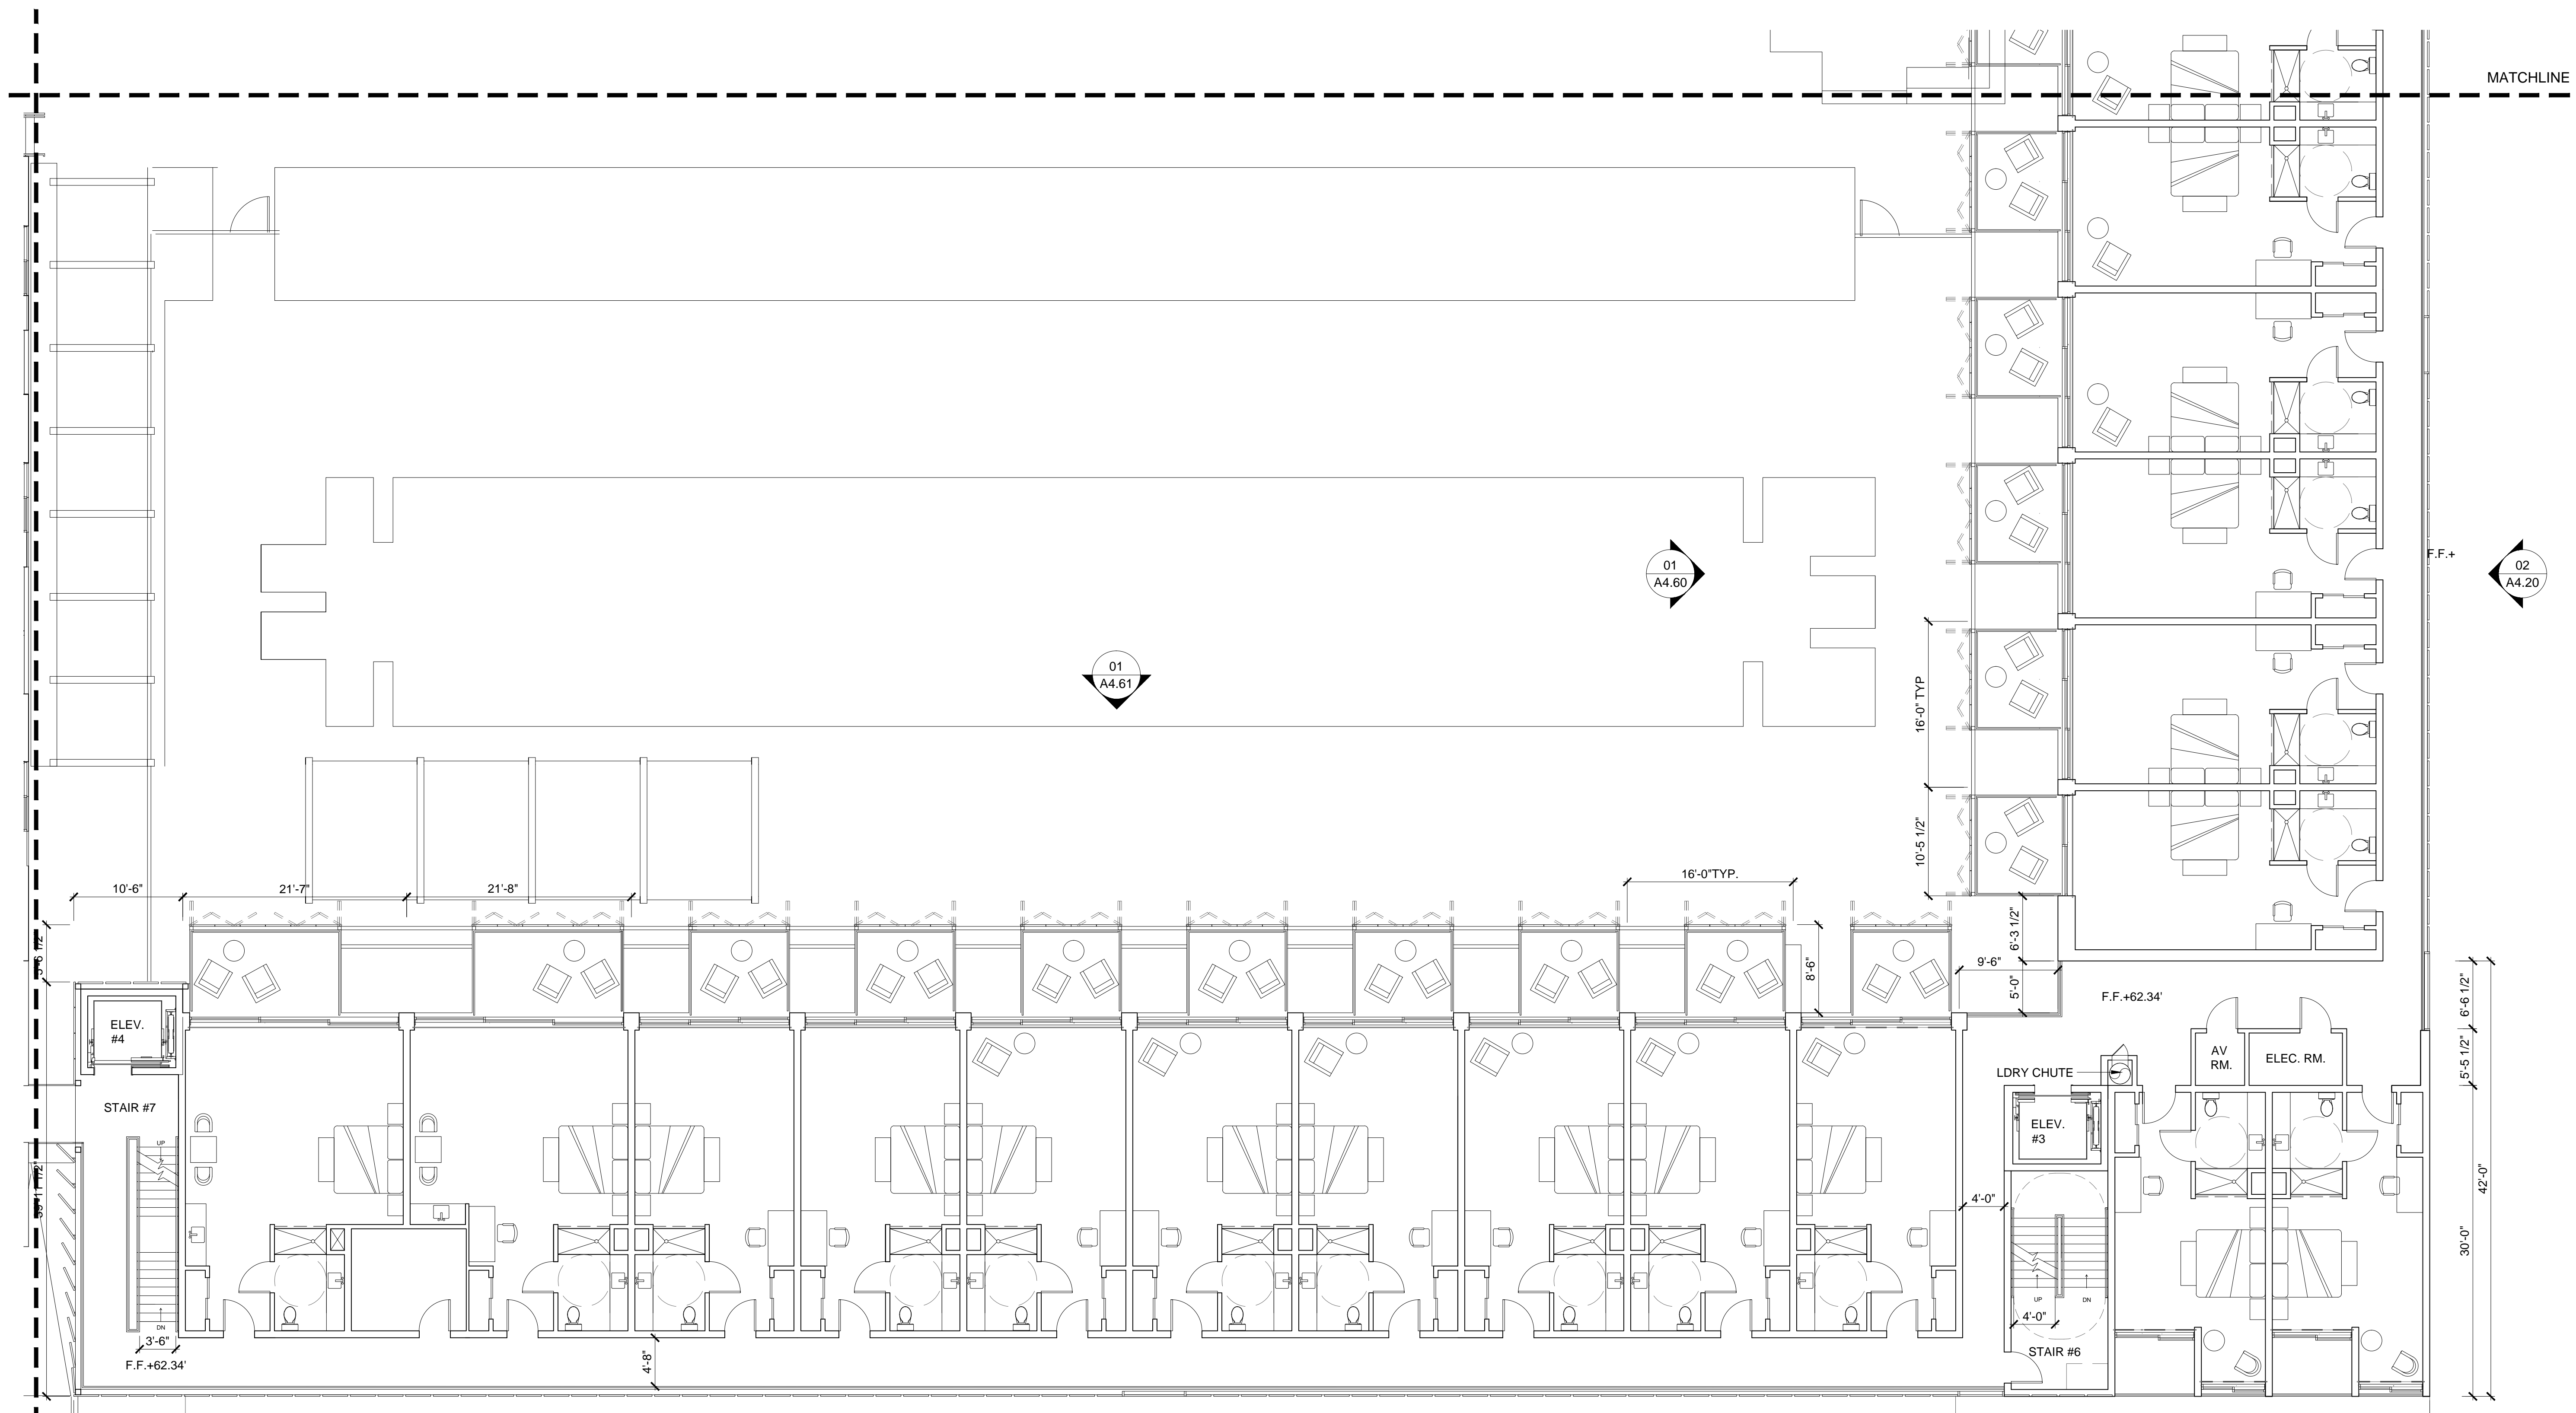 MATCHLINE
F.F.+
01
A4.60
02
A4.20
01
A4.61
16'-0" TYP
10'-5 1/2"
10'-6"
21'-7"
21'-8"
16'-0"TYP.
8'-6"
9'-6"
6'-3 1/2"
5'-0"
F.F.+62.34'
6'-6 1/2"
5'-5 1/2"
42'-0"
30'-0"
ELEV.
#4
STAIR #7
UP
DN
3'-6"
F.F.+62.34'
4'-8"
AV
RM.
ELEC. RM.
LDRY CHUTE
ELEV.
#3
4'-0"
UP
DN
4'-0"
STAIR #6